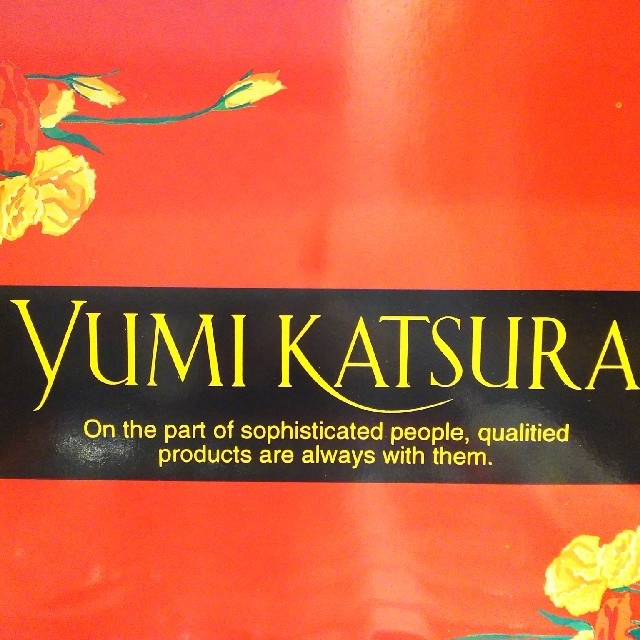 YUMI KATSURA
On the part of sophisticated people, qualitied
products are always with them.